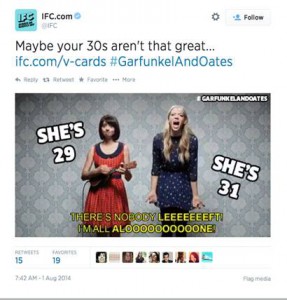 IFC
IFC.com
@IFC
Follow
Maybe your 30s aren't that great...
ifc.com/v-cards #GarfunkelAndOates
Reply Retweet Favorite More
#GARFUNKELANDOATES
SHE'S
29
SHE'S
31
THERE'S NOBODY LEEEEEEEFT!
I'M ALL ALOOOOOOOOOONE!
RETWEETS
15
FAVORITES
19
7:42 AM - 1 Aug 2014
Flag media